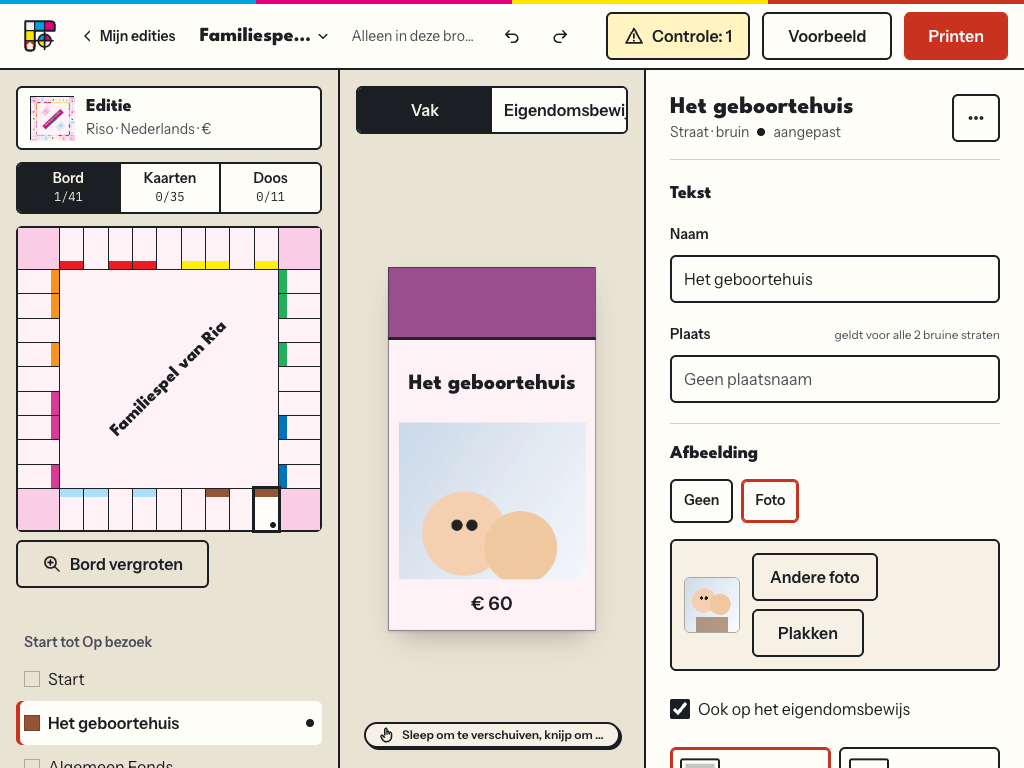 Mijn edities
Familiespe...
Alleen in deze bro...
Controle: 1
Voorbeeld
Printen
Editie
Riso · Nederlands · €
Bord
1/41
Kaarten
0/35
Doos
0/11
Familiespel van Ria
Bord vergroten
Start tot Op bezoek
Start
Het geboortehuis
Algemeen Fonds
Vak
Eigendomsbewij
Het geboortehuis
€ 60
Sleep om te verschuiven, knijp om ...
Het geboortehuis
Straat · bruin ● aangepast
Tekst
Naam
Het geboortehuis
Plaats
geldt voor alle 2 bruine straten
Geen plaatsnaam
Afbeelding
Geen
Foto
Andere foto
Plakken
Ook op het eigendomsbewijs